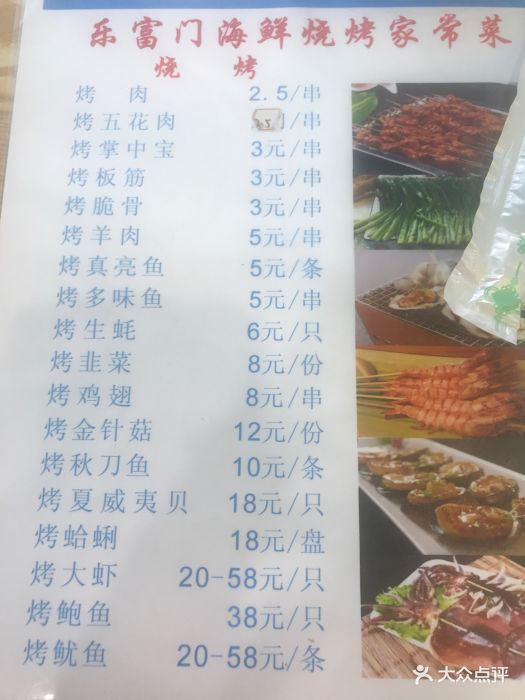 乐富门海鲜烧烤家常菜
烧 烤
烤 肉 2.5/串
烤五花肉 /串
烤掌中宝 3元/串
烤板筋 3元/串
烤脆骨 3元/串
烤羊肉 5元/串
烤真亮鱼 5元/条
烤多味鱼 5元/串
烤生蚝 6元/只
烤韭菜 8元/份
烤鸡翅 8元/串
烤金针菇 12元/份
烤秋刀鱼 10元/条
烤夏威夷贝 18元/只
烤蛤蜊 18元/盘
烤大虾 20-58元/只
烤鲍鱼 38元/只
烤鱿鱼 20-58元/条
大众点评